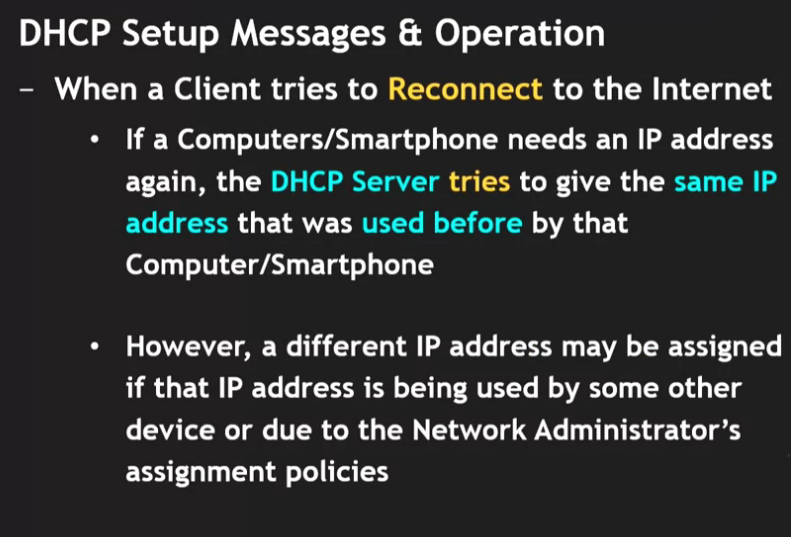 DHCP Setup Messages & Operation
– When a Client tries to Reconnect to the Internet
• If a Computers/Smartphone needs an IP address
again, the DHCP Server tries to give the same IP
address that was used before by that
Computer/Smartphone
• However, a different IP address may be assigned
if that IP address is being used by some other
device or due to the Network Administrator’s
assignment policies